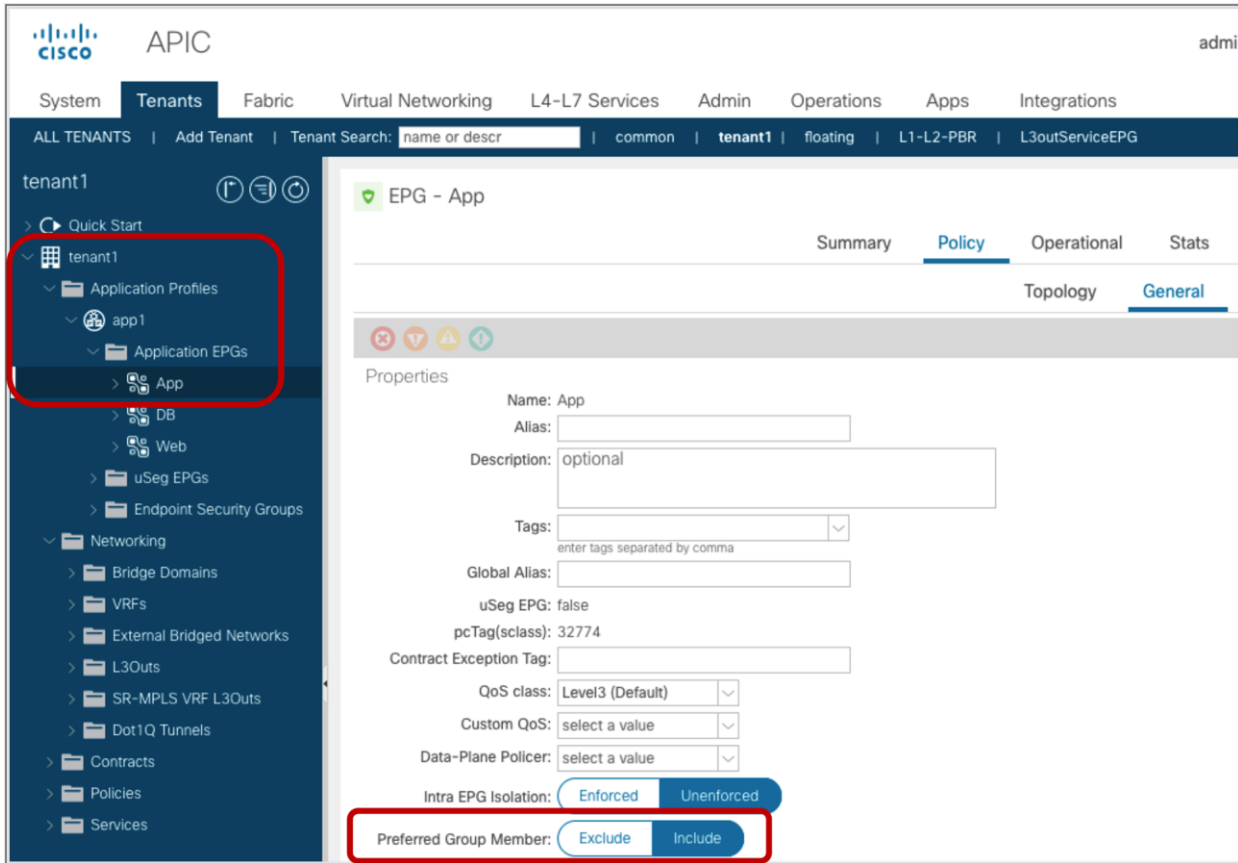 CISCO APIC admi
System Tenants Fabric Virtual Networking L4-L7 Services Admin Operations Apps Integrations
ALL TENANTS | Add Tenant | Tenant Search: name or descr | common | tenant1 | floating | L1-L2-PBR | L3outServiceEPG
tenant1
Quick Start
tenant1
Application Profiles
app1
Application EPGs
App
DB
Web
uSeg EPGs
Endpoint Security Groups
Networking
Bridge Domains
VRFs
External Bridged Networks
L3Outs
SR-MPLS VRF L3Outs
Dot1Q Tunnels
Contracts
Policies
Services
EPG - App
Summary Policy Operational Stats
Topology General
Properties
Name: App
Alias:
Description: optional
Tags:
enter tags separated by comma
Global Alias:
uSeg EPG: false
pcTag(sclass): 32774
Contract Exception Tag:
QoS class: Level3 (Default)
Custom QoS: select a value
Data-Plane Policer: select a value
Intra EPG Isolation: Enforced Unenforced
Preferred Group Member: Exclude Include